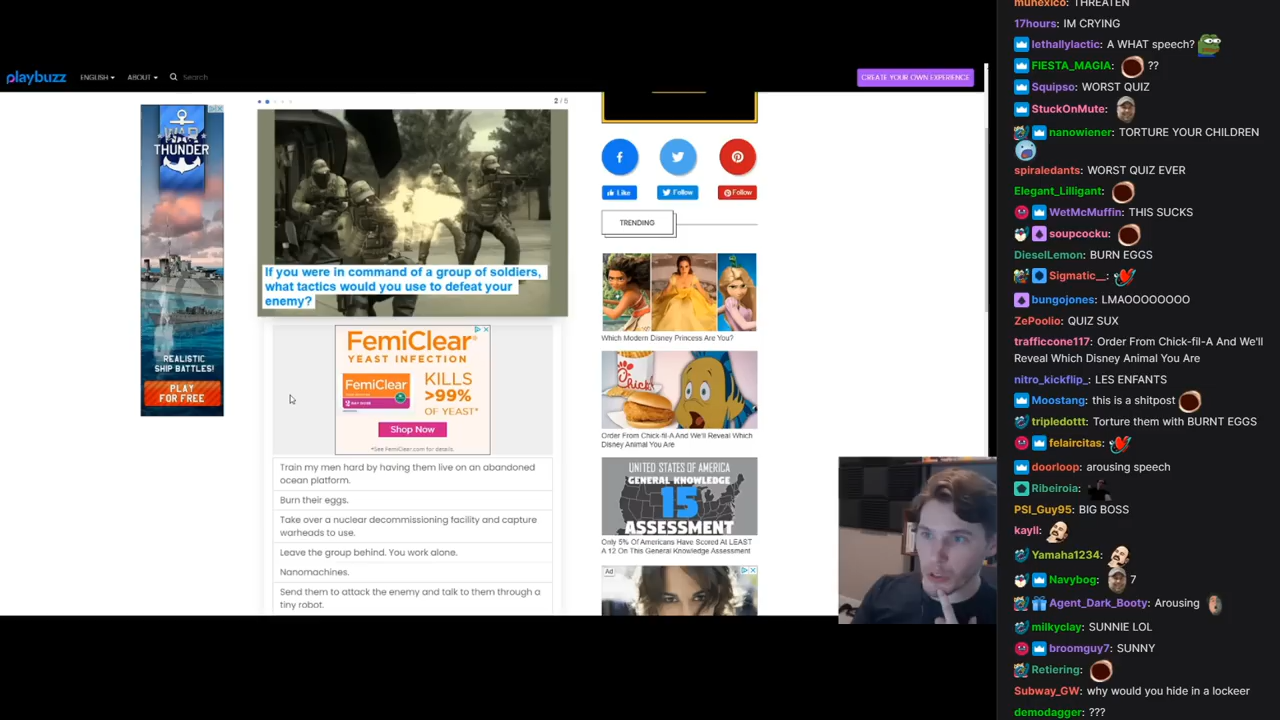 playbuzz
ENGLISH
ABOUT
Search
CREATE YOUR OWN EXPERIENCE
2 / 5
WAR
THUNDER
REALISTIC
SHIP BATTLES!
PLAY
FOR FREE
If you were in command of a group of soldiers,
what tactics would you use to defeat your
enemy?
FemiClear
YEAST INFECTION
FemiClear
KILLS
>99%
OF YEAST*
Shop Now
*See FemiClear.com for details.
Train my men hard by having them live on an abandoned
ocean platform.
Burn their eggs.
Take over a nuclear decommissioning facility and capture
warheads to use.
Leave the group behind. You work alone.
Nanomachines.
Send them to attack the enemy and talk to them through a
tiny robot.
Like
Follow
Follow
TRENDING
Which Modern Disney Princess Are You?
Order From Chick-fil-A And We'll Reveal Which
Disney Animal You Are
UNITED STATES OF AMERICA
GENERAL KNOWLEDGE
15
ASSESSMENT
Only 5% Of Americans Have Scored At LEAST
A 12 On This General Knowledge Assessment
Ad
munexico: THREATEN
17hours: IM CRYING
lethallylactic: A WHAT speech?
FIESTA_MAGIA: ??
Squipso: WORST QUIZ
StuckOnMute:
nanowiener: TORTURE YOUR CHILDREN
spiraledants: WORST QUIZ EVER
Elegant_Lilligant:
WetMcMuffin: THIS SUCKS
soupcocku:
DieselLemon: BURN EGGS
Sigmatic__:
bungojones: LMAOOOOOOO
ZePoolio: QUIZ SUX
trafficcone117: Order From Chick-fil-A And We'll
Reveal Which Disney Animal You Are
nitro_kickflip_: LES ENFANTS
Moostang: this is a shitpost
tripledottt: Torture them with BURNT EGGS
felaircitas:
doorloop: arousing speech
Ribeiroia:
PSI_Guy95: BIG BOSS
kayll:
Yamaha1234:
Navybog: 7
Agent_Dark_Booty: Arousing
milkyclay: SUNNIE LOL
broomguy7: SUNNY
Retiering:
Subway_GW: why would you hide in a lockeer
demodagger: ???